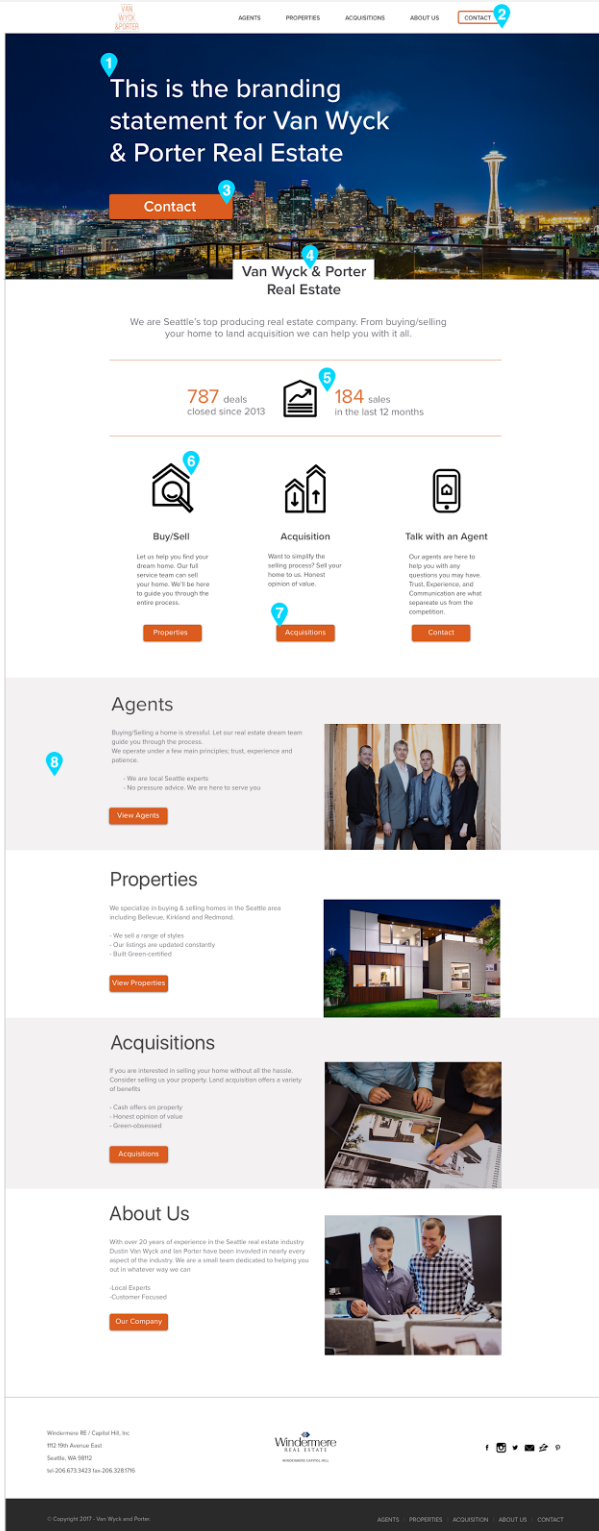 VAN
WYCK
&PORTER
AGENTS PROPERTIES ACQUISITIONS ABOUT US CONTACT 2
1
This is the branding
statement for Van Wyck
& Porter Real Estate
Contact 3
4
Van Wyck & Porter
Real Estate
We are Seattle's top producing real estate company. From buying/selling
your home to land acquisition we can help you with it all.
5
787 deals
closed since 2013
184 sales
in the last 12 months
6
Buy/Sell
Let us help you find your
dream home. Our full
service team can sell
your home. We'll be here
to guide you through the
entire process.
Properties
Acquisition
Want to simplify the
selling process? Sell your
home to us. Honest
opinion of value.
7
Acquisitions
Talk with an Agent
Our agents are here to
help you with any
questions you may have.
Trust, Experience, and
Communication are what
separeate us from the
competition.
Contact
Agents
Buying/Selling a home is stressful. Let our real estate dream team
guide you through the process.
We operate under a few main principles; trust, experience and
patience.
8
- We are local Seattle experts
- No pressure advice. We are here to serve you
View Agents
Properties
We specialize in buying & selling homes in the Seattle area
including Bellevue, Kirkland and Redmond.
- We sell a range of styles
- Our listings are updated constantly
- Built Green-certified
View Properties
Acquisitions
If you are interested in selling your home without all the hassle.
Consider selling us your property. Land acquisition offers a variety
of benefits
- Cash offers on property
- Honest opinion of value
- Green-obsessed
Acquisitions
About Us
With over 20 years of experience in the Seattle real estate industry
Dustin Van Wyck and Ian Porter have been invovled in nearly every
aspect of the industry. We are a small team dedicated to helping you
out in whatever way we can
-Local Experts
-Customer Focused
Our Company
Windermere RE / Capitol Hill, Inc
1112 19th Avenue East
Seattle, WA 98112
tel-206.673.3423 fax-206.328.1716
Windermere
REAL ESTATE
WINDERMERE CAPITOL HILL
© Copyright 2017 - Van Wyck and Porter.
AGENTS | PROPERTIES | ACQUISITION | ABOUT US | CONTACT